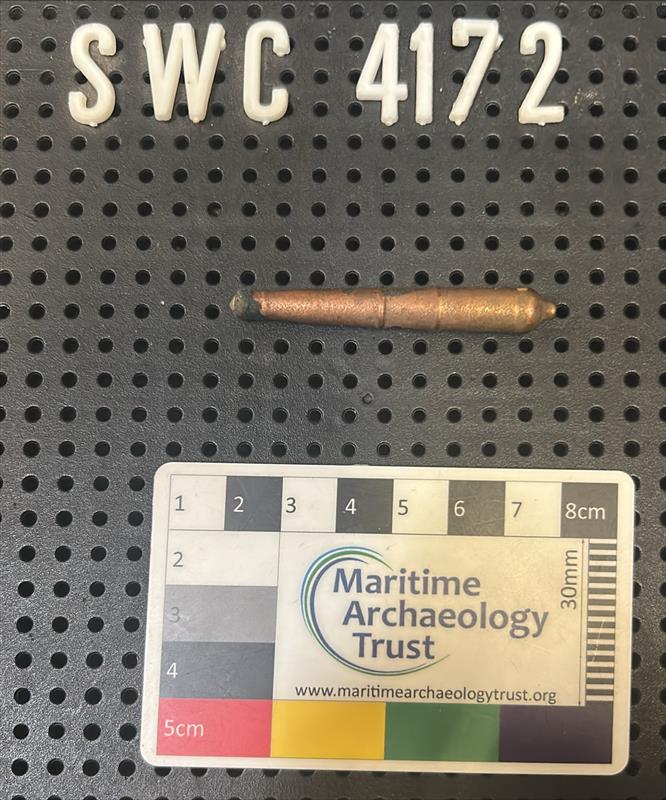 SWC 4172
1 2 3 4 5 6 7 8cm
2
3
4
5cm
Maritime
Archaeology
Trust
www.maritimearchaeologytrust.org
30mm